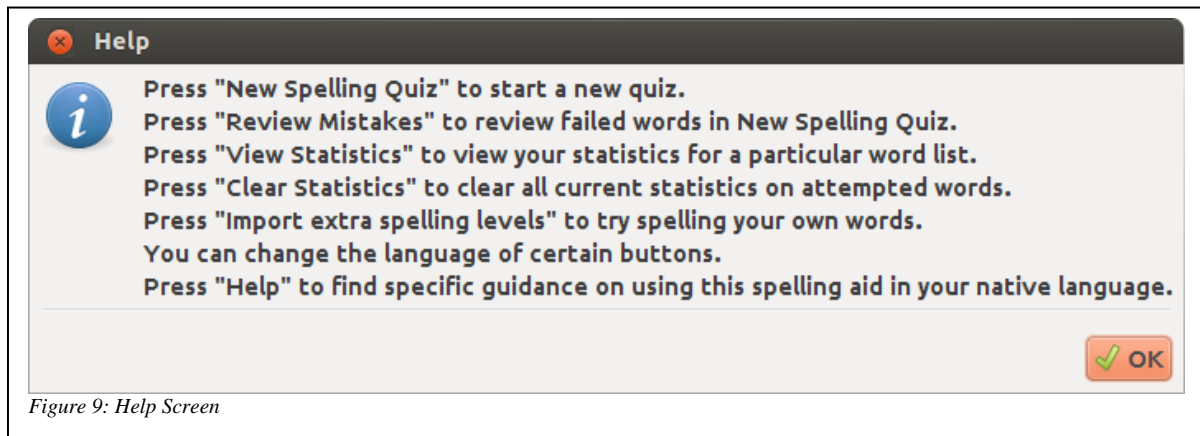 Help
Press "New Spelling Quiz" to start a new quiz.
Press "Review Mistakes" to review failed words in New Spelling Quiz.
Press "View Statistics" to view your statistics for a particular word list.
Press "Clear Statistics" to clear all current statistics on attempted words.
Press "Import extra spelling levels" to try spelling your own words.
You can change the language of certain buttons.
Press "Help" to find specific guidance on using this spelling aid in your native language.
OK
Figure 9: Help Screen